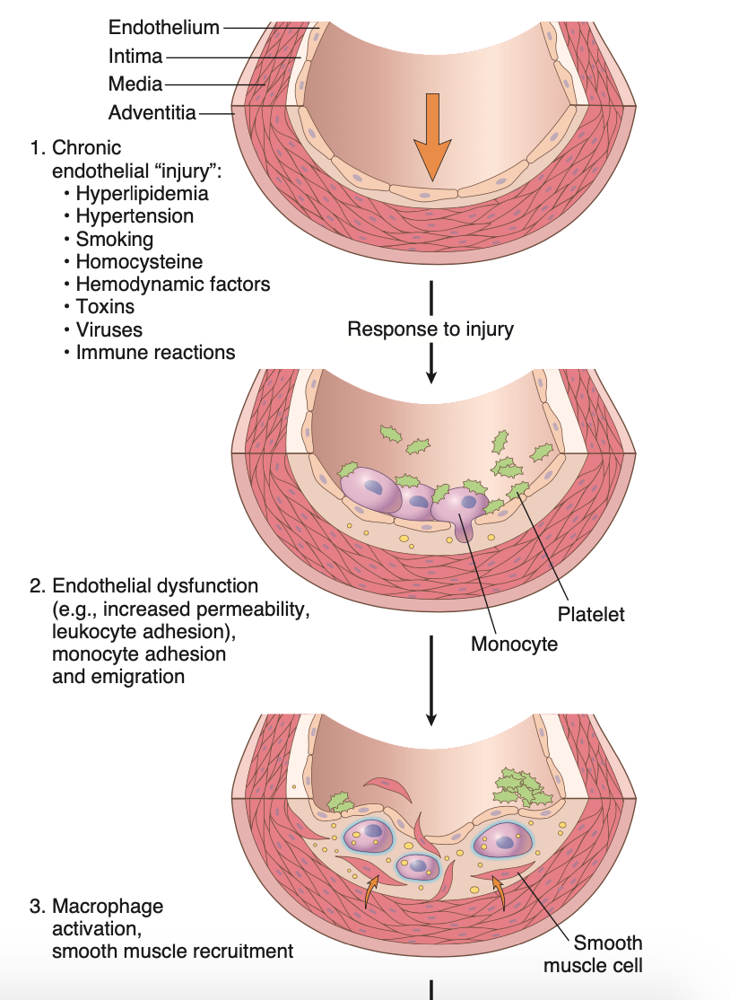 Endothelium
Intima
Media
Adventitia
1. Chronic
endothelial “injury”:
• Hyperlipidemia
• Hypertension
• Smoking
• Homocysteine
• Hemodynamic factors
• Toxins
• Viruses
• Immune reactions
Response to injury
2. Endothelial dysfunction
(e.g., increased permeability,
leukocyte adhesion),
monocyte adhesion
and emigration
Platelet
Monocyte
3. Macrophage
activation,
smooth muscle recruitment
Smooth
muscle cell